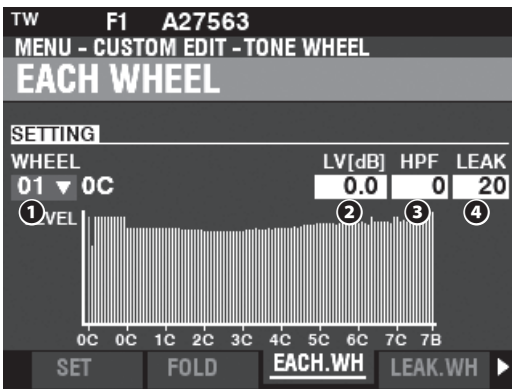 TW F1 A27563
MENU - CUSTOM EDIT - TONE WHEEL
EACH WHEEL
SETTING
WHEEL LV[dB] HPF LEAK
01 ▼ 0C 0.0 0 20
1 2 3 4
LEVEL
0C 0C 1C 2C 3C 4C 5C 6C 7C 7B
SET FOLD EACH.WH LEAK.WH ▶